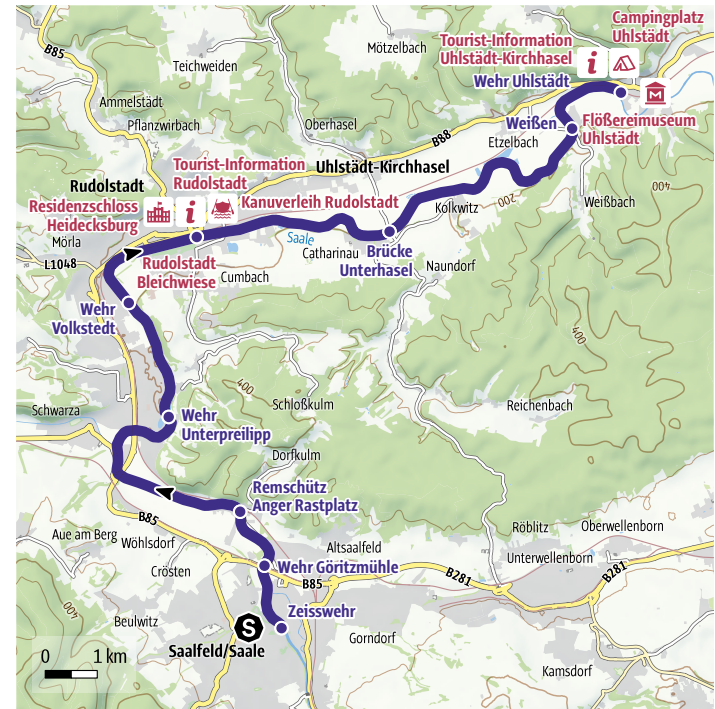 Campingplatz
Uhlstädt
Tourist-Information
Uhlstädt-Kirchhasel
i
Wehr Uhlstädt
M
Flößereimuseum
Uhlstädt
Weißen
B85
Mötzelbach
Teichweiden
Ammelstädt
Pflanzwirbach
Oberhasel
B88
Etzelbach
Uhlstädt-Kirchhasel
Tourist-Information
Rudolstadt
Rudolstadt
i
Residenzschloss
Heidecksburg
Kanuverleih Rudolstadt
400
Weißbach
200
Kolkwitz
Mörla
L1048
Saale
Catharinau
Brücke
Unterhasel
Naundorf
Rudolstadt
Bleichwiese
Cumbach
Wehr
Volkstedt
400
400
Schloßkulm
Reichenbach
Schwarza
Wehr
Unterpreilipp
Dorfkulm
Remschütz
Anger Rastplatz
B85
Aue am Berg
Wöhlsdorf
Röblitz
Oberwellenborn
Altsaalfeld
Unterwellenborn
Crösten
Wehr Göritzmühle
B85
B281
B281
400
Zeisswehr
Beulwitz
S
Saalfeld/Saale
Gorndorf
Kamsdorf
0 1 km